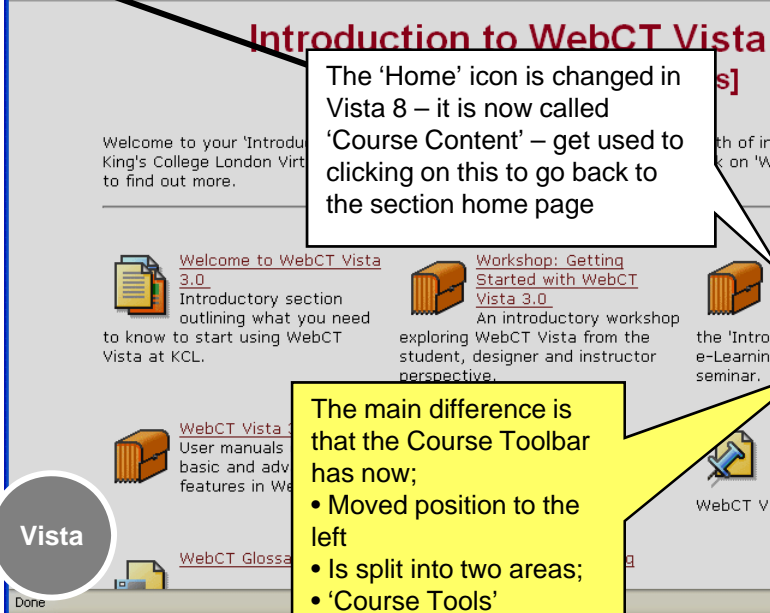 Introduction to WebCT Vista
s]
The ‘Home’ icon is changed in
Vista 8 – it is now called
‘Course Content’ – get used to
clicking on this to go back to
the section home page
Welcome to your 'Introdu
King's College London Virt
to find out more.
th of in
k on 'W
Welcome to WebCT Vista
3.0
Introductory section
outlining what you need
to know to start using WebCT
Vista at KCL.
Workshop: Getting
Started with WebCT
Vista 3.0
An introductory workshop
exploring WebCT Vista from the
student, designer and instructor
perspective.
the 'Intro
e-Learnin
seminar.
The main difference is
that the Course Toolbar
has now;
• Moved position to the
left
• Is split into two areas;
• ‘Course Tools’
WebCT Vista
User manuals
basic and adv
features in We
WebCT V
Vista
WebCT Glossa
g
Done